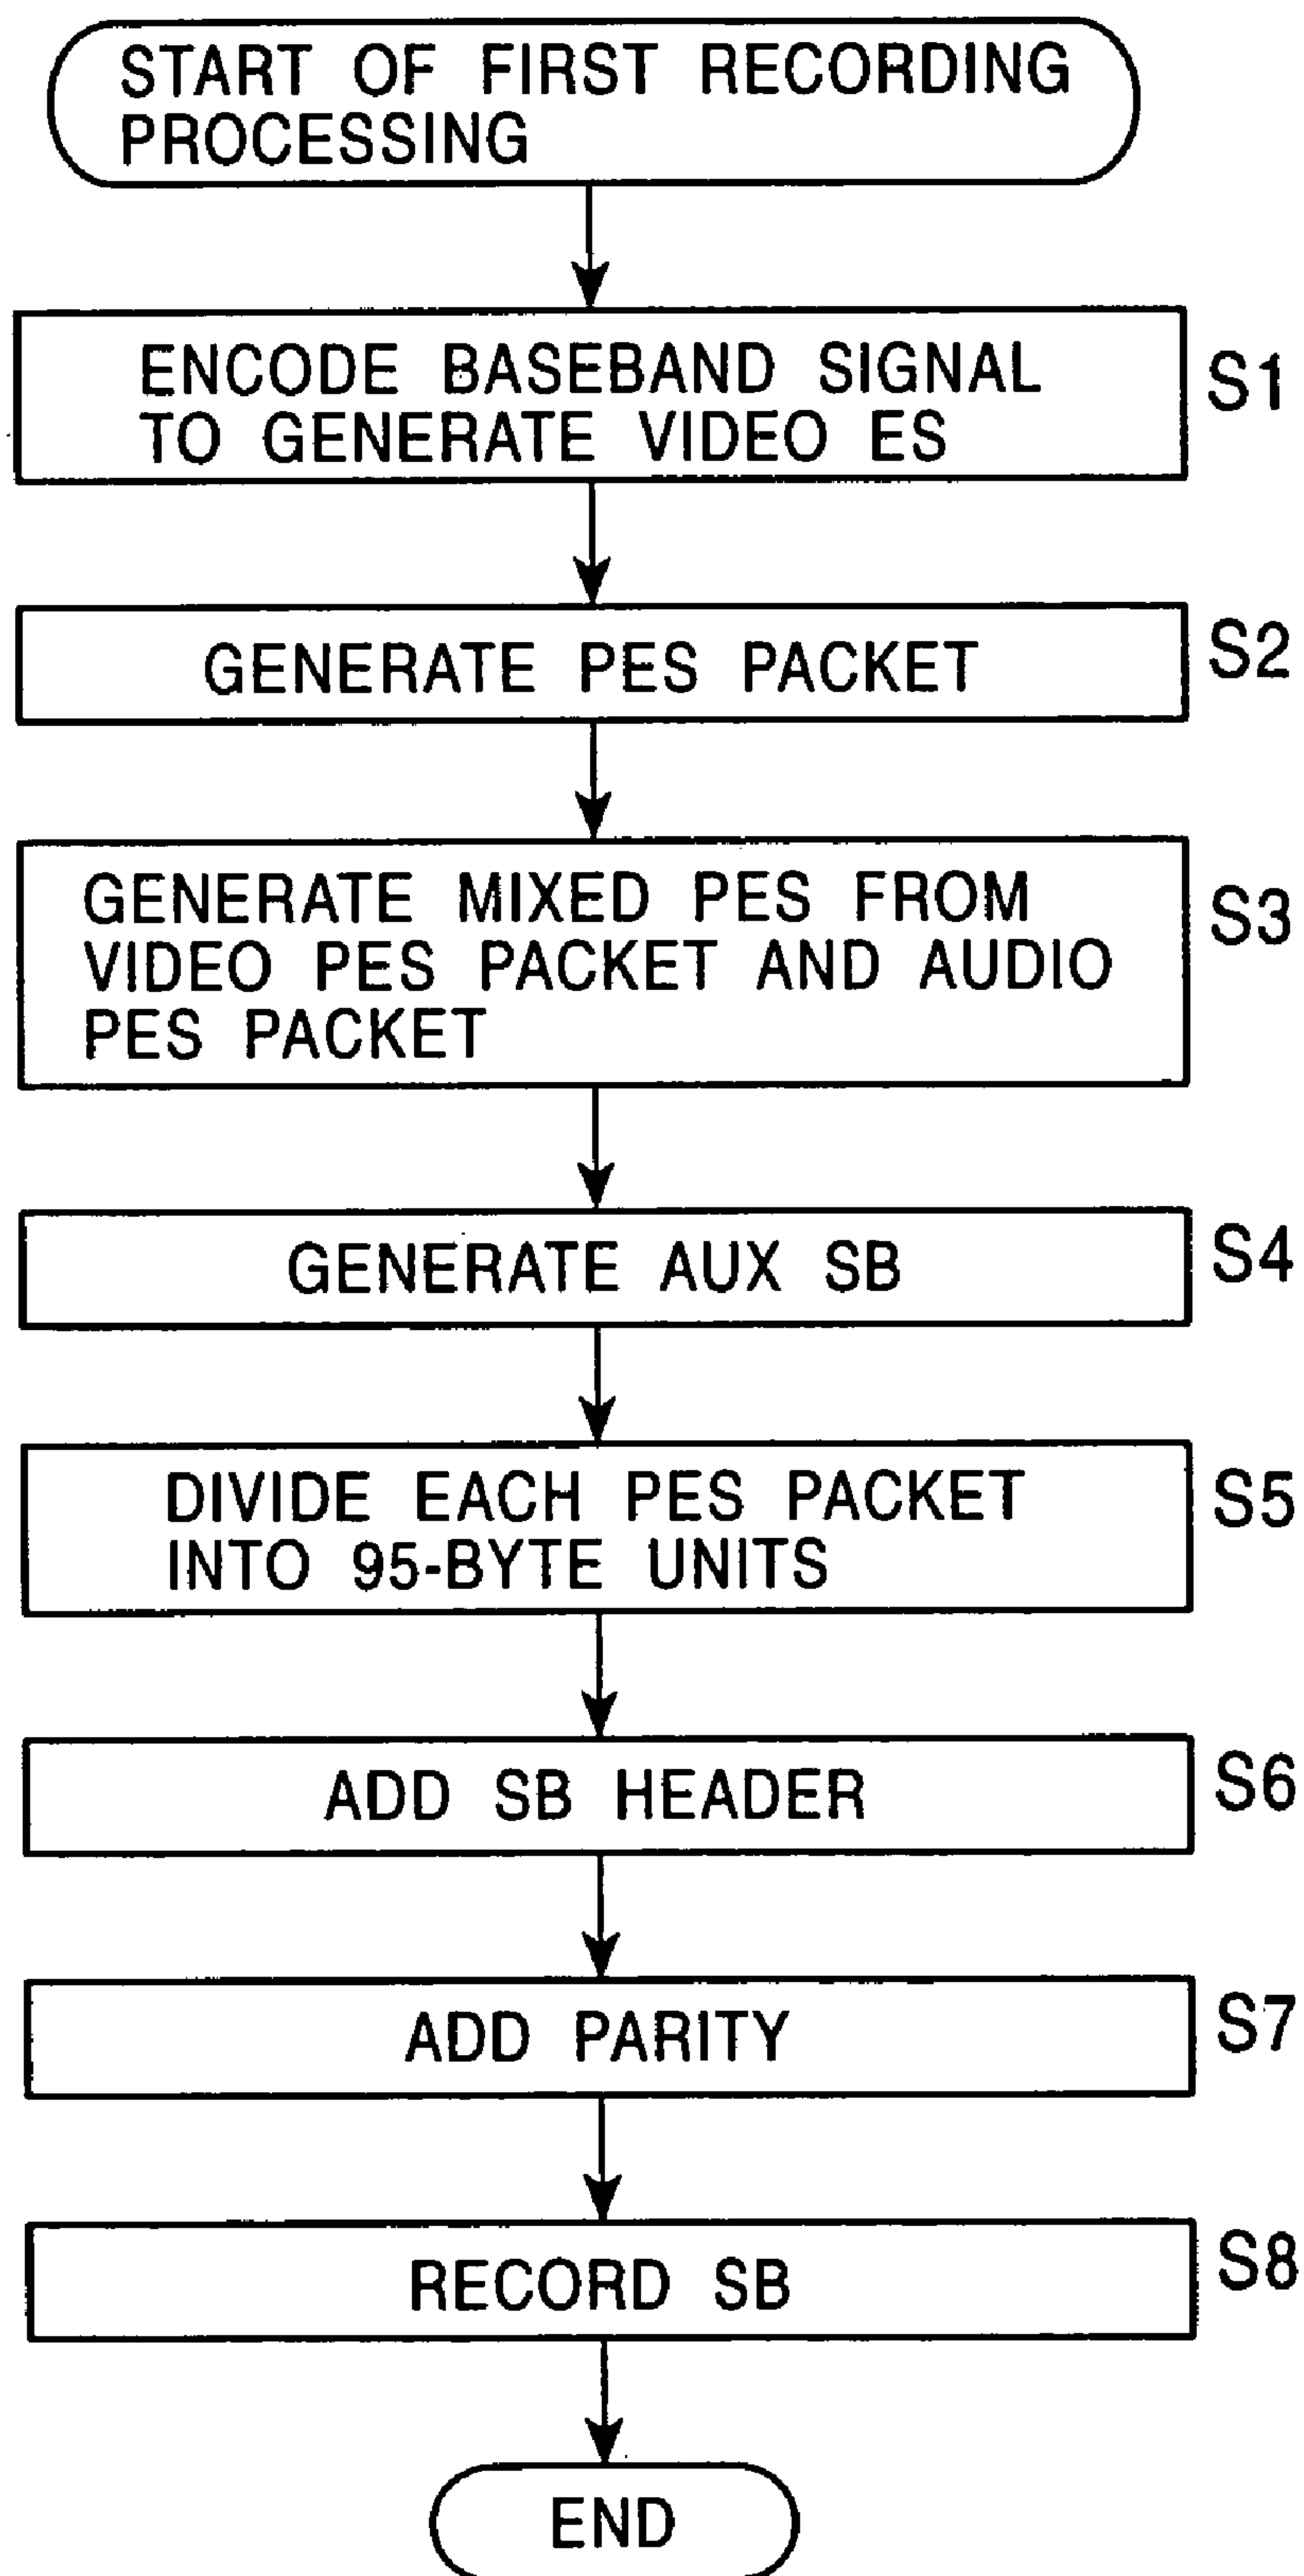 START OF FIRST RECORDING
PROCESSING
ENCODE BASEBAND SIGNAL
TO GENERATE VIDEO ES
S1
GENERATE PES PACKET
S2
GENERATE MIXED PES FROM
VIDEO PES PACKET AND AUDIO
PES PACKET
S3
GENERATE AUX SB
S4
DIVIDE EACH PES PACKET
INTO 95-BYTE UNITS
S5
ADD SB HEADER
S6
ADD PARITY
S7
RECORD SB
S8
END